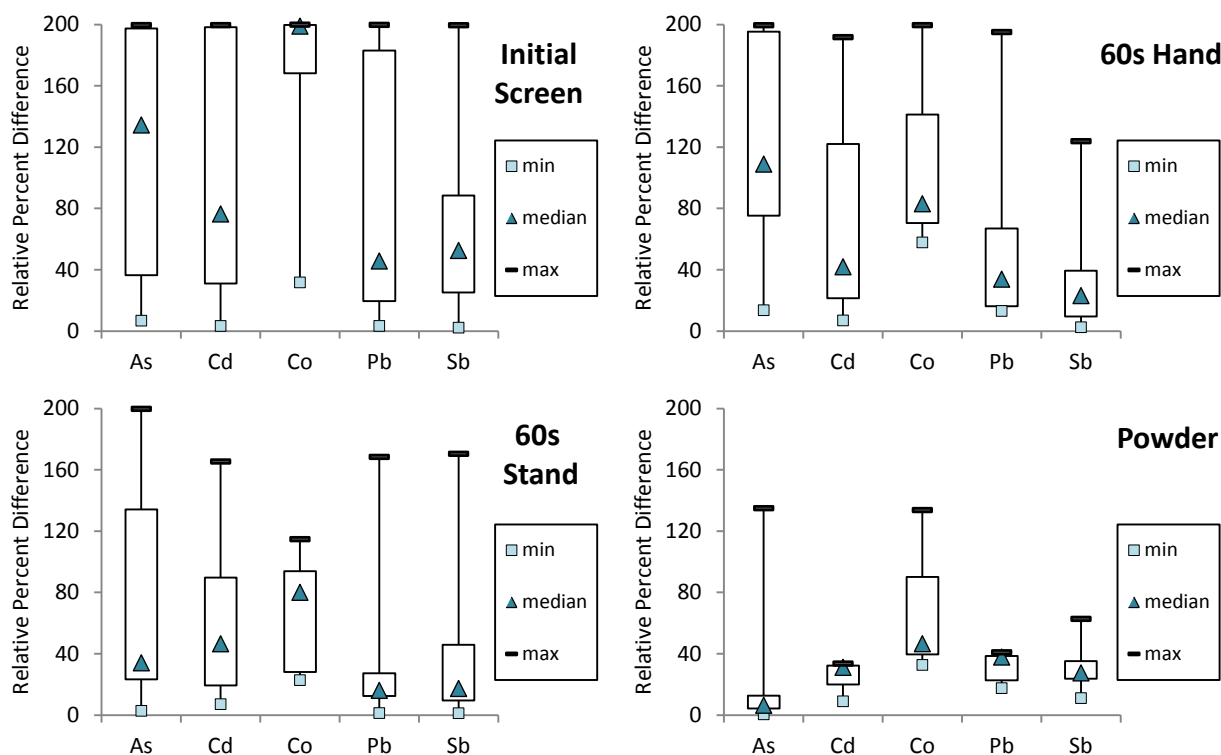 Relative Percent Difference
200
160
120
80
40
0
As Cd Co Pb Sb
Initial
Screen
min
median
max
Relative Percent Difference
200
160
120
80
40
0
As Cd Co Pb Sb
60s Hand
min
median
max
Relative Percent Difference
200
160
120
80
40
0
As Cd Co Pb Sb
60s
Stand
min
median
max
Relative Percent Difference
200
160
120
80
40
0
As Cd Co Pb Sb
Powder
min
median
max